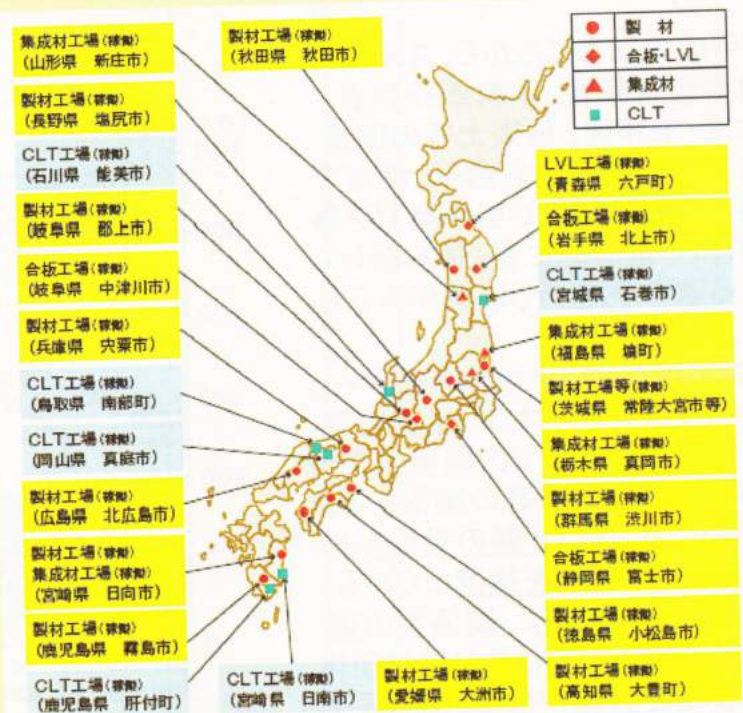 集成材工場(稼働)
(山形県 新庄市)
製材工場(稼働)
(長野県 塩尻市)
CLT工場(稼働)
(石川県 能美市)
製材工場(稼働)
(岐阜県 郡上市)
合板工場(稼働)
(岐阜県 中津川市)
製材工場(稼働)
(兵庫県 宍粟市)
CLT工場(稼働)
(鳥取県 南部町)
CLT工場(稼働)
(岡山県 真庭市)
製材工場(稼働)
(広島県 北広島市)
製材工場(稼働)
集成材工場(稼働)
(宮崎県 日向市)
製材工場(稼働)
(鹿児島県 霧島市)
CLT工場(稼働)
(鹿児島県 肝付町)
製材工場(稼働)
(秋田県 秋田市)
製 材
合板・LVL
集成材
CLT
LVL工場(稼働)
(青森県 六戸町)
合板工場(稼働)
(岩手県 北上市)
CLT工場(稼働)
(宮城県 石巻市)
集成材工場(稼働)
(福島県 塙町)
製材工場等(稼働)
(茨城県 常陸大宮市等)
集成材工場(稼働)
(栃木県 真岡市)
製材工場(稼働)
(群馬県 渋川市)
合板工場(稼働)
(静岡県 富士市)
製材工場(稼働)
(徳島県 小松島市)
製材工場(稼働)
(高知県 大豊町)
CLT工場(稼働)
(宮崎県 日南市)
製材工場(稼働)
(愛媛県 大洲市)